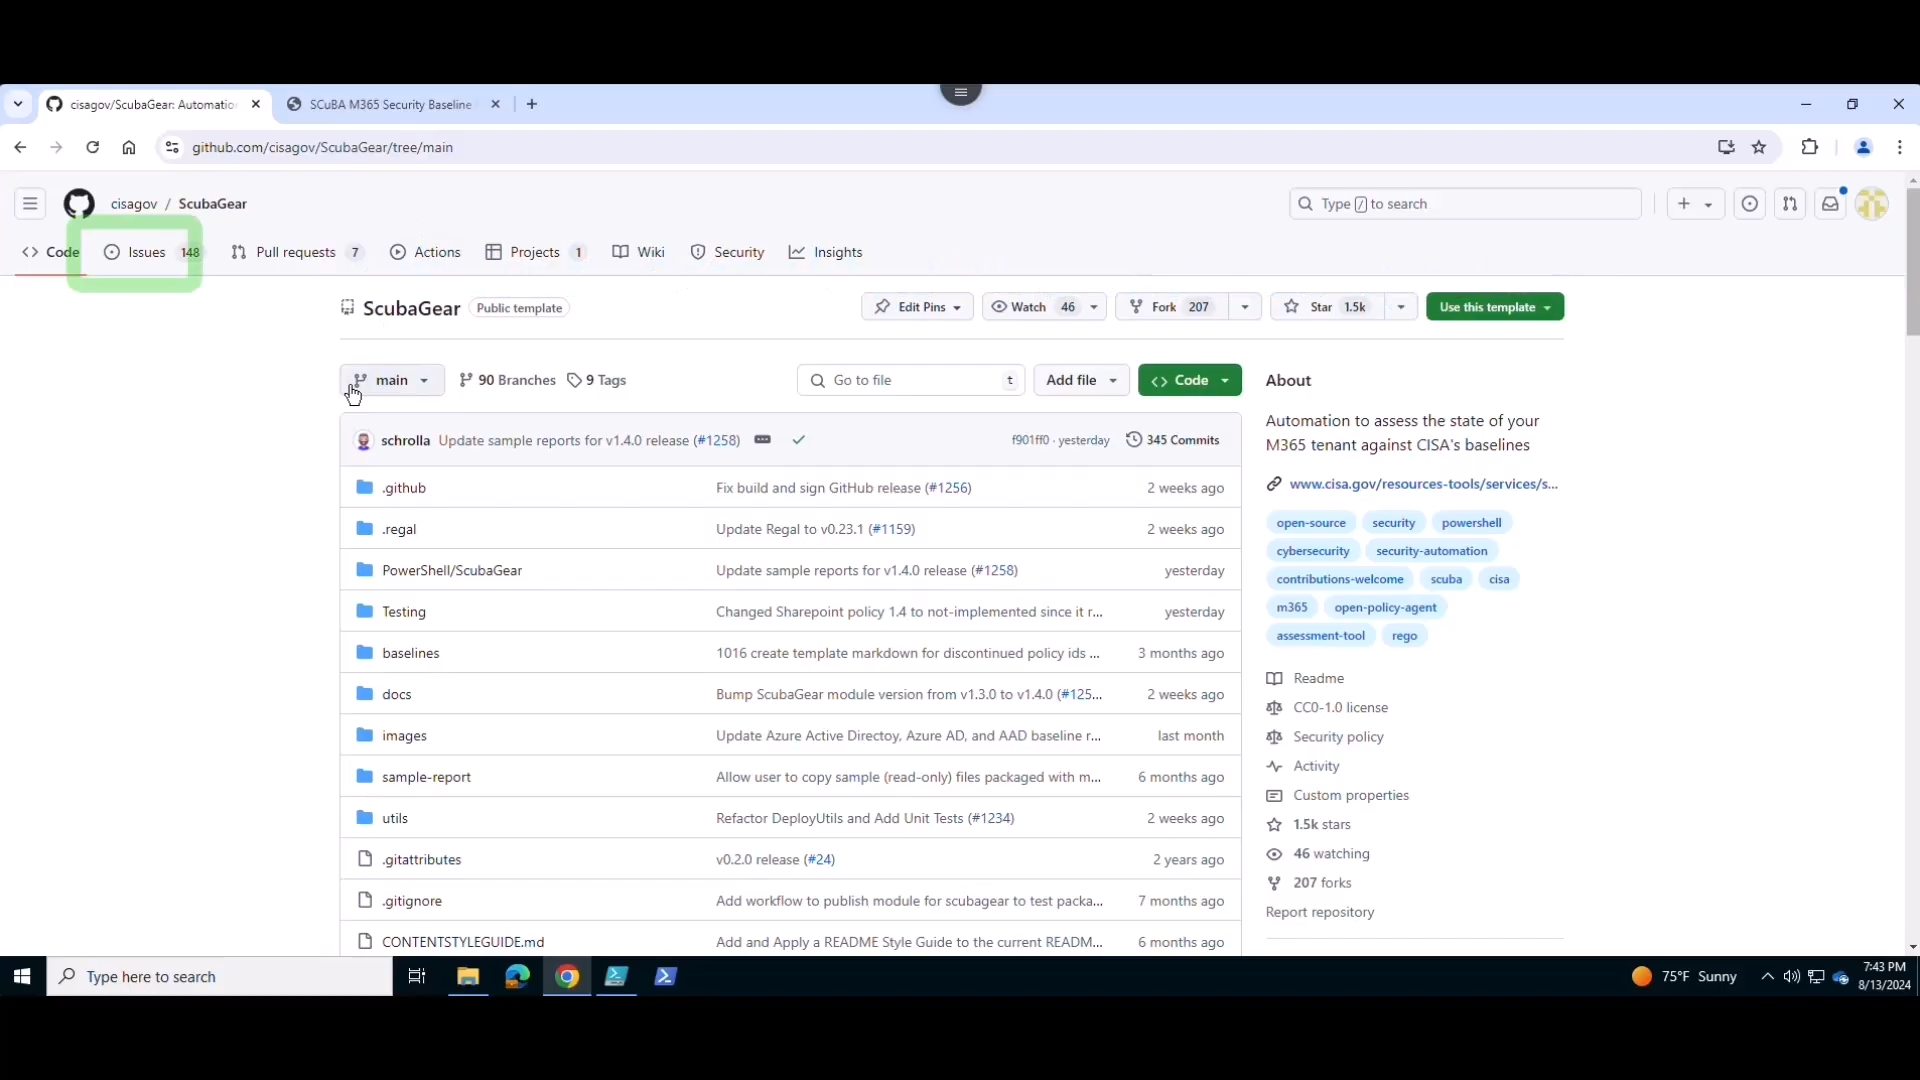 cisagov/ScubaGear: Automatio
SCuBA M365 Security Baseline
github.com/cisagov/ScubaGear/tree/main
cisagov / ScubaGear
Type / to search
Code
Issues 148
Pull requests 7
Actions
Projects 1
Wiki
Security
Insights
ScubaGear Public template
Edit Pins
Watch 46
Fork 207
Star 1.5k
Use this template
main
90 Branches
9 Tags
Go to file t
Add file
Code
schrolla Update sample reports for v1.4.0 release (#1258) f901ff0 · yesterday 345 Commits
.github Fix build and sign GitHub release (#1256) 2 weeks ago
.regal Update Regal to v0.23.1 (#1159) 2 weeks ago
PowerShell/ScubaGear Update sample reports for v1.4.0 release (#1258) yesterday
Testing Changed Sharepoint policy 1.4 to not-implemented since it r... yesterday
baselines 1016 create template markdown for discontinued policy ids ... 3 months ago
docs Bump ScubaGear module version from v1.3.0 to v1.4.0 (#125... 2 weeks ago
images Update Azure Active Directoy, Azure AD, and AAD baseline r... last month
sample-report Allow user to copy sample (read-only) files packaged with m... 6 months ago
utils Refactor DeployUtils and Add Unit Tests (#1234) 2 weeks ago
.gitattributes v0.2.0 release (#24) 2 years ago
.gitignore Add workflow to publish module for scubagear to test packa... 7 months ago
CONTENTSTYLEGUIDE.md Add and Apply a README Style Guide to the current READM... 6 months ago
About
Automation to assess the state of your
M365 tenant against CISA's baselines
www.cisa.gov/resources-tools/services/s...
open-source security powershell
cybersecurity security-automation
contributions-welcome scuba cisa
m365 open-policy-agent
assessment-tool rego
Readme
CC0-1.0 license
Security policy
Activity
Custom properties
1.5k stars
46 watching
207 forks
Report repository
Type here to search
75°F Sunny
7:43 PM
8/13/2024